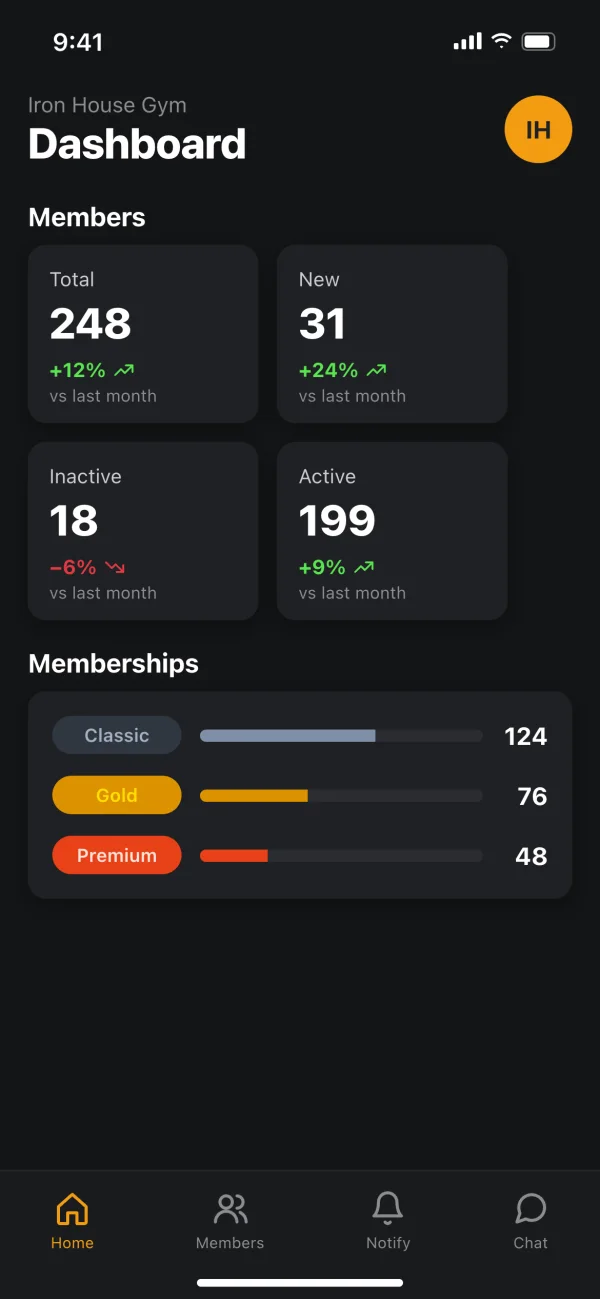 9:41
Iron House Gym
Dashboard
IH
Members
Total
248
+12%
vs last month
New
31
+24%
vs last month
Inactive
18
−6%
vs last month
Active
199
+9%
vs last month
Memberships
Classic 124
Gold 76
Premium 48
Home Members Notify Chat